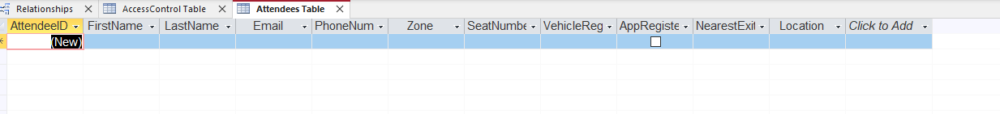 Relationships AccessControl Table Attendees Table
AttendeeID FirstName LastName Email PhoneNum Zone SeatNumbe VehicleReg AppRegiste NearestExit Location Click to Add
(New)